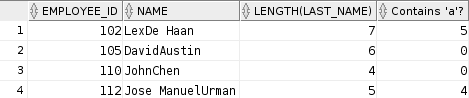 EMPLOYEE_ID NAME LENGTH(LAST_NAME) Contains 'a'?
1 102 LexDe Haan 7 5
2 105 DavidAustin 6 0
3 110 JohnChen 4 0
4 112 Jose ManuelUrman 5 4